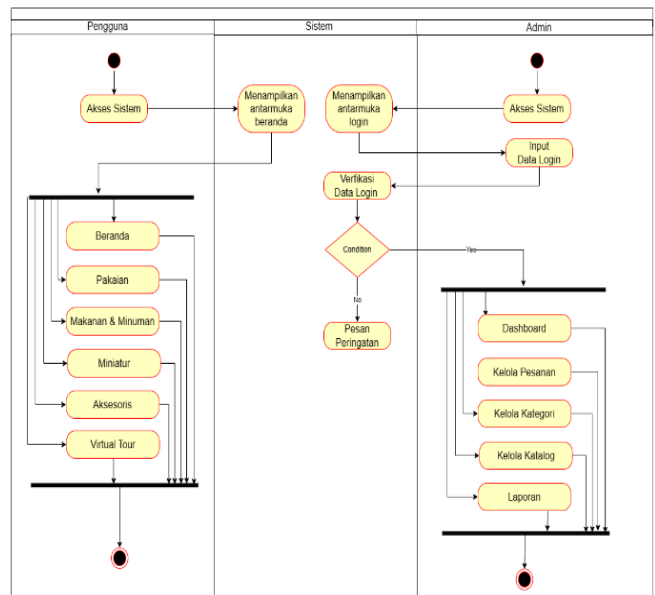 Pengguna
Sistem
Admin
Akses Sistem
Menampilkan
antarmuka
beranda
Menampilkan
antarmuka
login
Akses Sistem
Input
Data Login
Verfikasi
Data Login
Condition
Yes
No
Pesan
Peringatan
Beranda
Pakaian
Makanan & Minuman
Miniatur
Aksesoris
Virtual Tour
Dashboard
Kelola Pesanan
Kelola Kategori
Kelola Katalog
Laporan